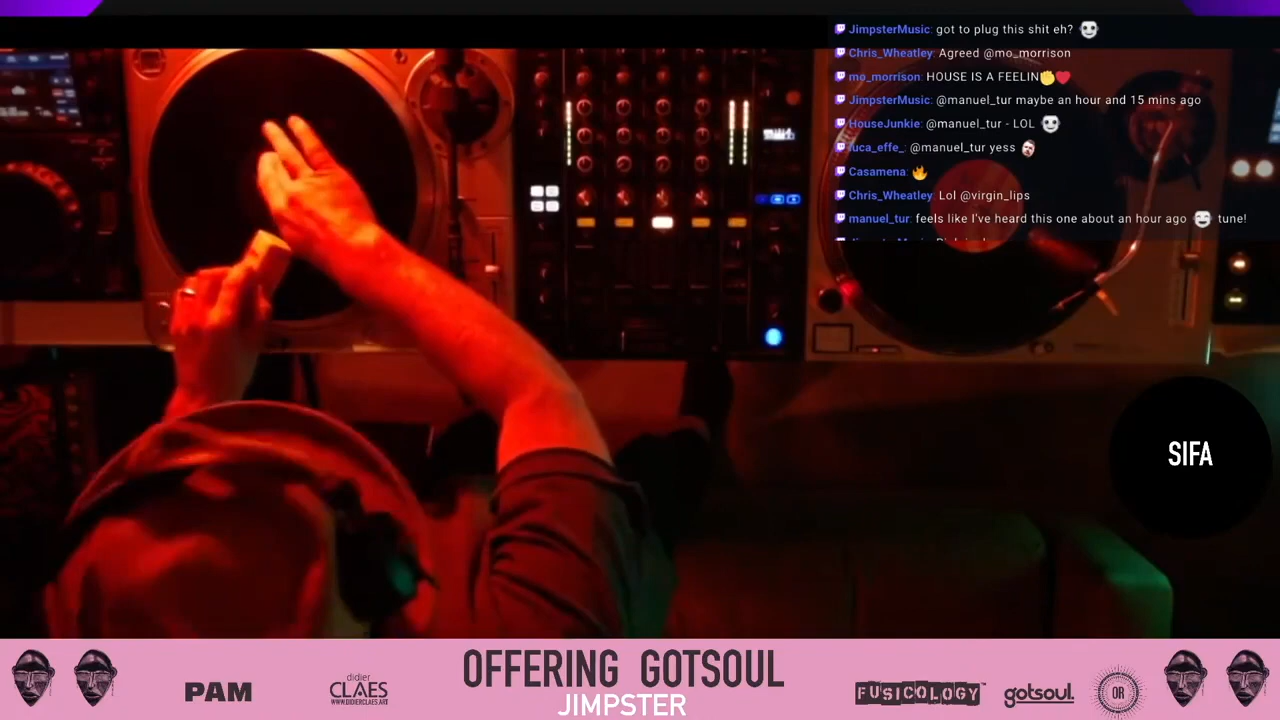 JimpsterMusic: got to plug this shit eh?
Chris_Wheatley: Agreed @mo_morrison
mo_morrison: HOUSE IS A FEELIN
JimpsterMusic: @manuel_tur maybe an hour and 15 mins ago
HouseJunkie: @manuel_tur - LOL
luca_effe_: @manuel_tur yess
Casamena:
Chris_Wheatley: Lol @virgin_lips
manuel_tur: feels like I've heard this one about an hour ago tune!
SIFA
OFFERING GOTSOUL
JIMPSTER
PAM
didier
CLAES
WWW.DIDIERCLAES.ART
FUSICOLOGY
gotsoul.
OR